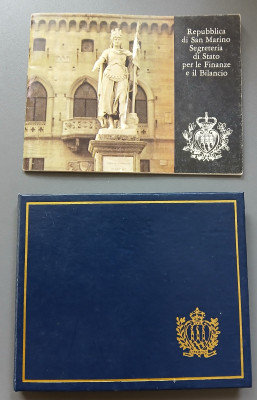 Repubblica
di San Marino
Segreteria
di Stato
per le Finanze
e il Bilancio